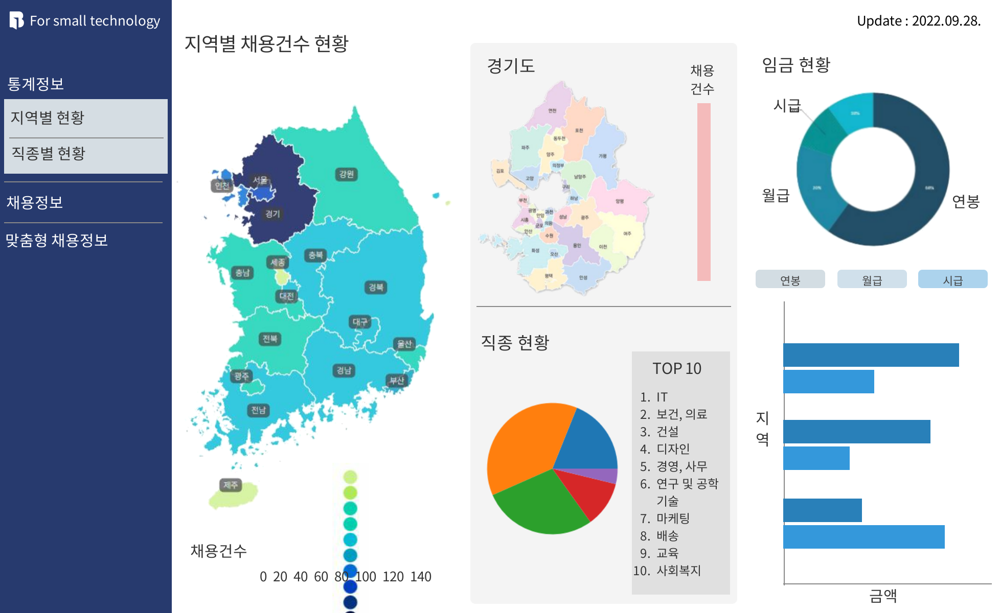 For small technology
Update : 2022.09.28.
통계정보
지역별 현황
직종별 현황
채용정보
맞춤형 채용정보
지역별 채용건수 현황
강원
서울
인천
경기
충북
세종
충남
대전
경북
대구
전북
울산
경남
광주
부산
전남
제주
채용건수
0 20 40 60 80 100 120 140
경기도
채용
건수
연천
포천
동두천
파주
양주
가평
의정부
김포
남양주
고양
구리
하남
부천
양평
광명
과천
안양
성남
광주
시흥
군포
의왕
안산
여주
수원
용인
이천
화성
오산
평택
안성
직종 현황
TOP 10
1. IT
2. 보건, 의료
3. 건설
4. 디자인
5. 경영, 사무
6. 연구 및 공학
기술
7. 마케팅
8. 배송
9. 교육
10. 사회복지
임금 현황
시급
10%
월급
20%
60%
연봉
연봉 월급 시급
지
역
금액